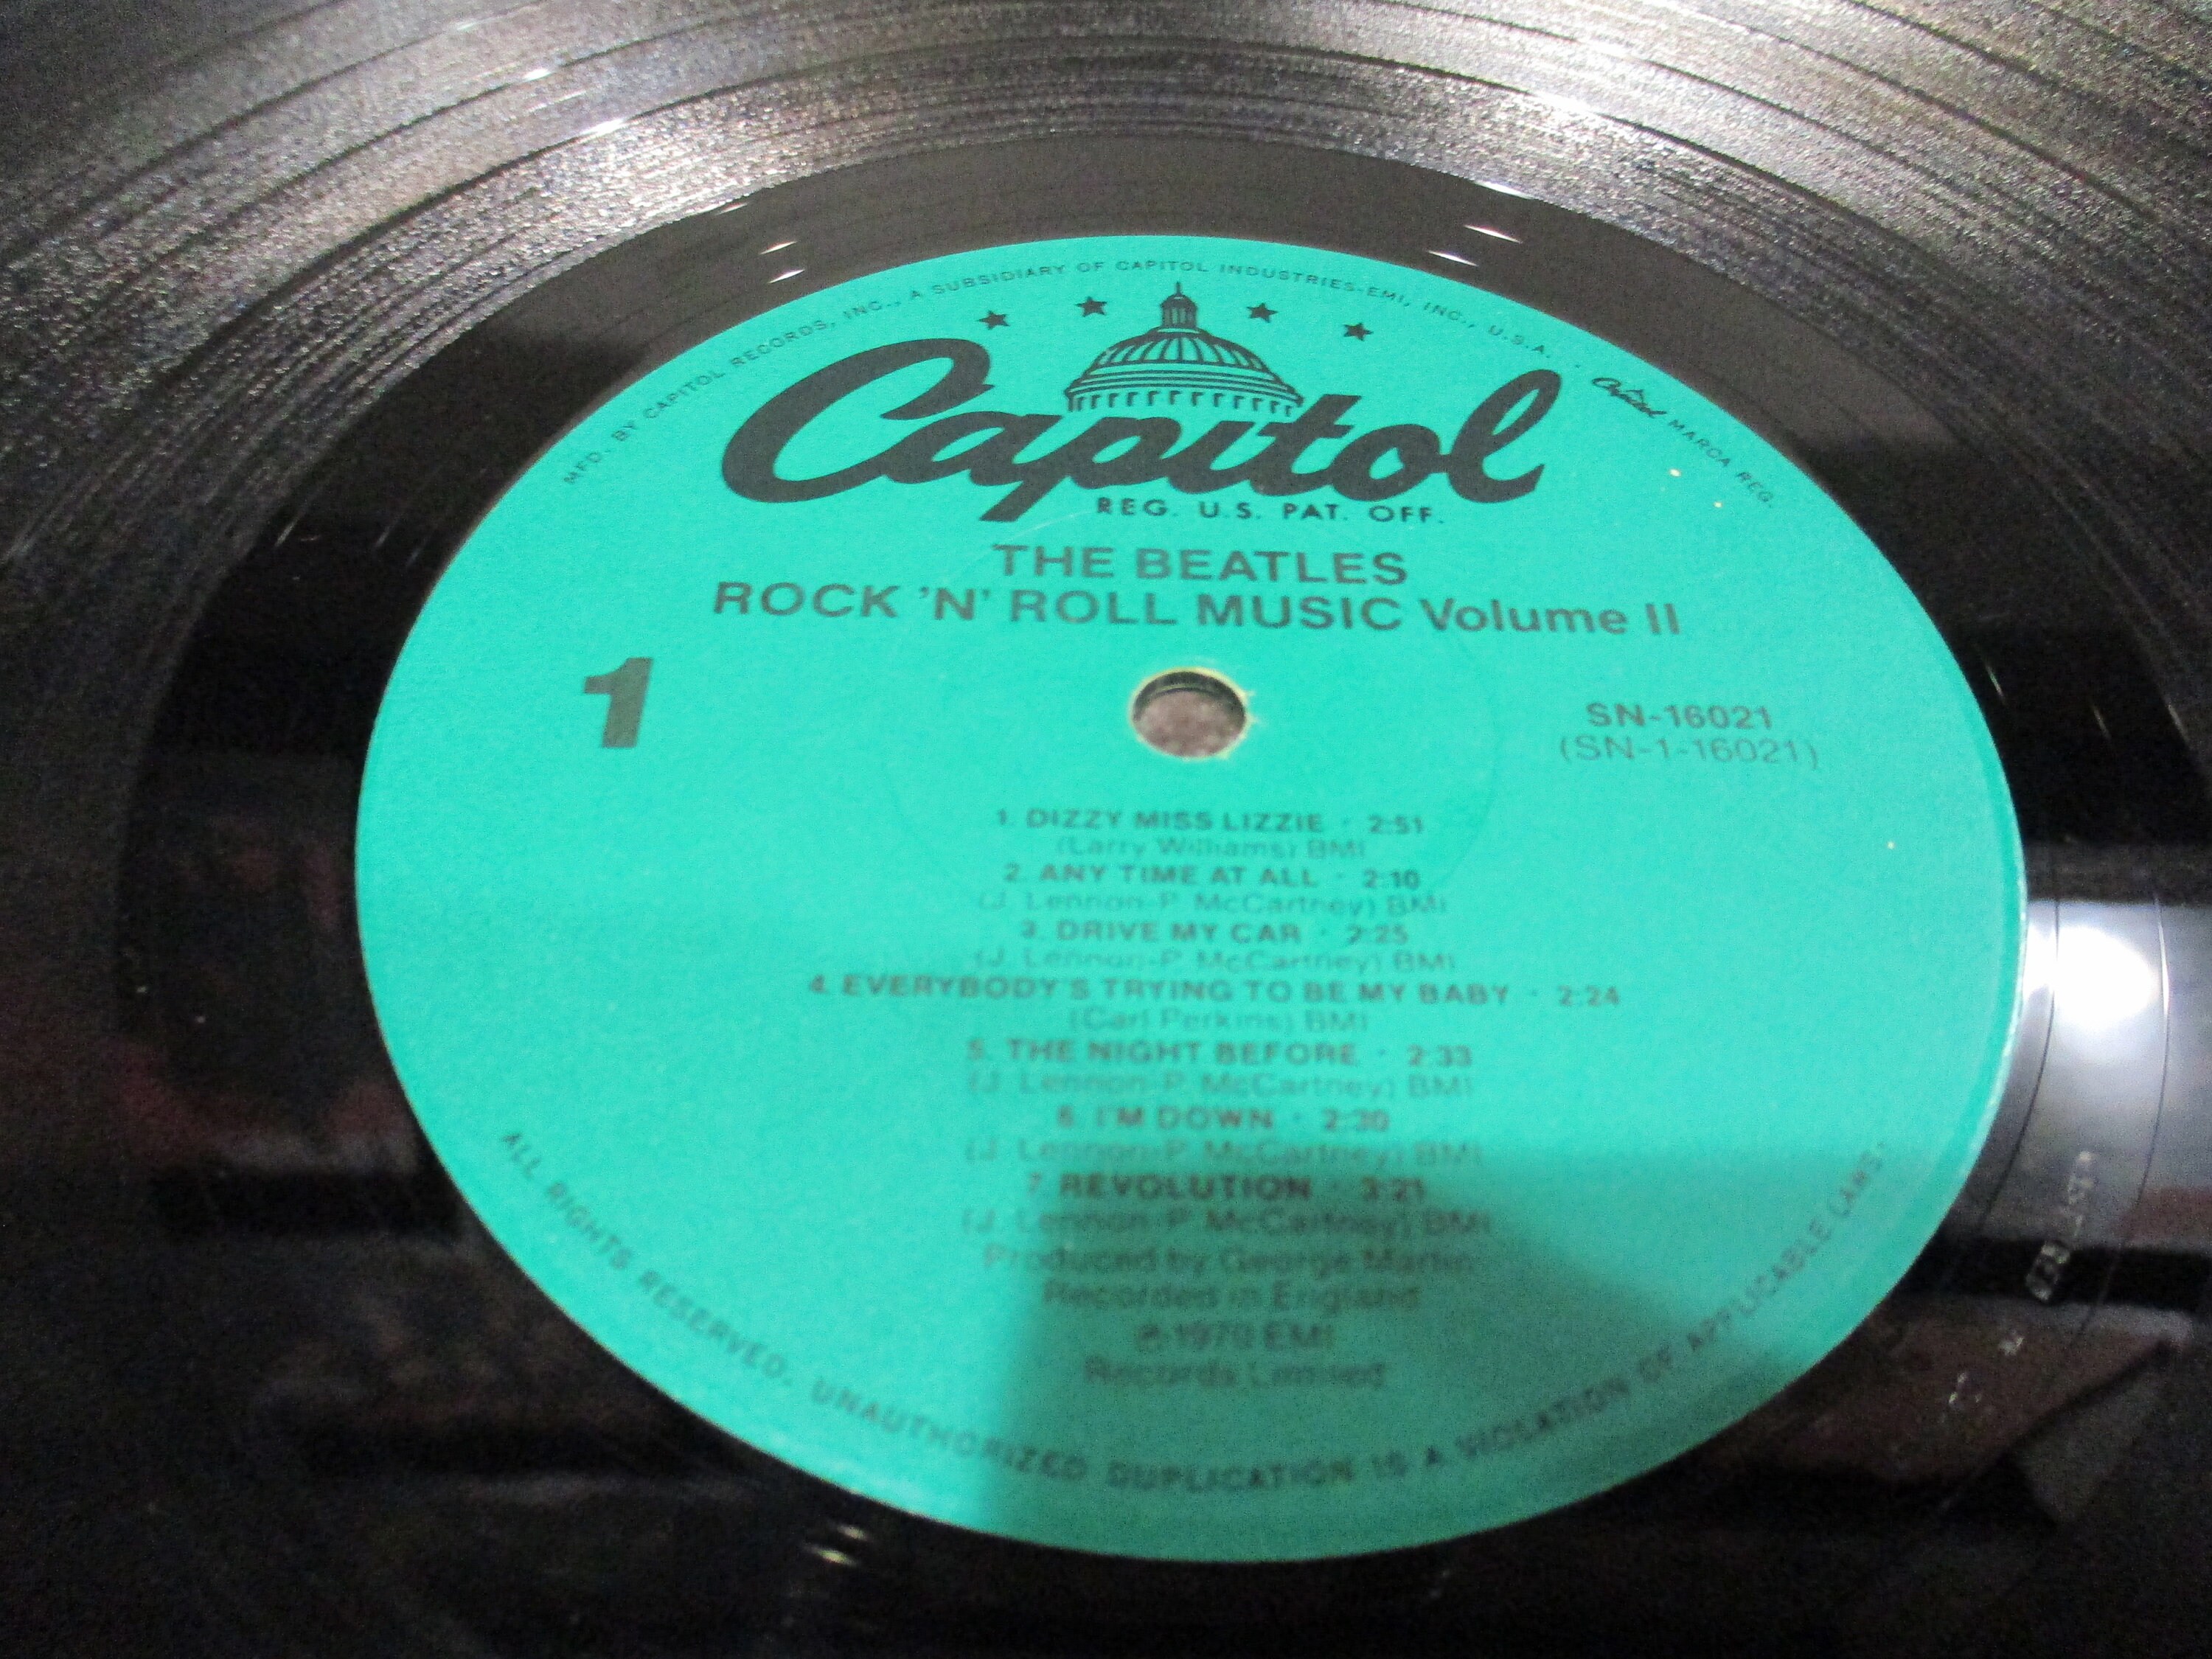 MFD. BY CAPITOL RECORDS, INC., A SUBSIDIARY OF CAPITOL INDUSTRIES-EMI, INC., U.S.A. · Capitol MARCA REG.
Capitol
REG. U.S. PAT. OFF.
THE BEATLES
ROCK 'N' ROLL MUSIC Volume II
1
SN-16021
(SN-1-16021)
1. DIZZY MISS LIZZIE · 2:51
(Larry Williams) BMI
2. ANY TIME AT ALL · 2:10
(J. Lennon-P. McCartney) BMI
3. DRIVE MY CAR · 2:25
(J. Lennon-P. McCartney) BMI
4. EVERYBODY'S TRYING TO BE MY BABY · 2:24
(Carl Perkins) BMI
5. THE NIGHT BEFORE · 2:33
(J. Lennon-P. McCartney) BMI
6. I'M DOWN · 2:30
(J. Lennon-P. McCartney) BMI
7. REVOLUTION · 3:21
(J. Lennon-P. McCartney) BMI
Produced by George Martin
Recorded in England
EMI
Records Limited
ALL RIGHTS RESERVED. UNAUTHORIZED DUPLICATION IS A VIOLATION OF APPLICABLE LAWS.